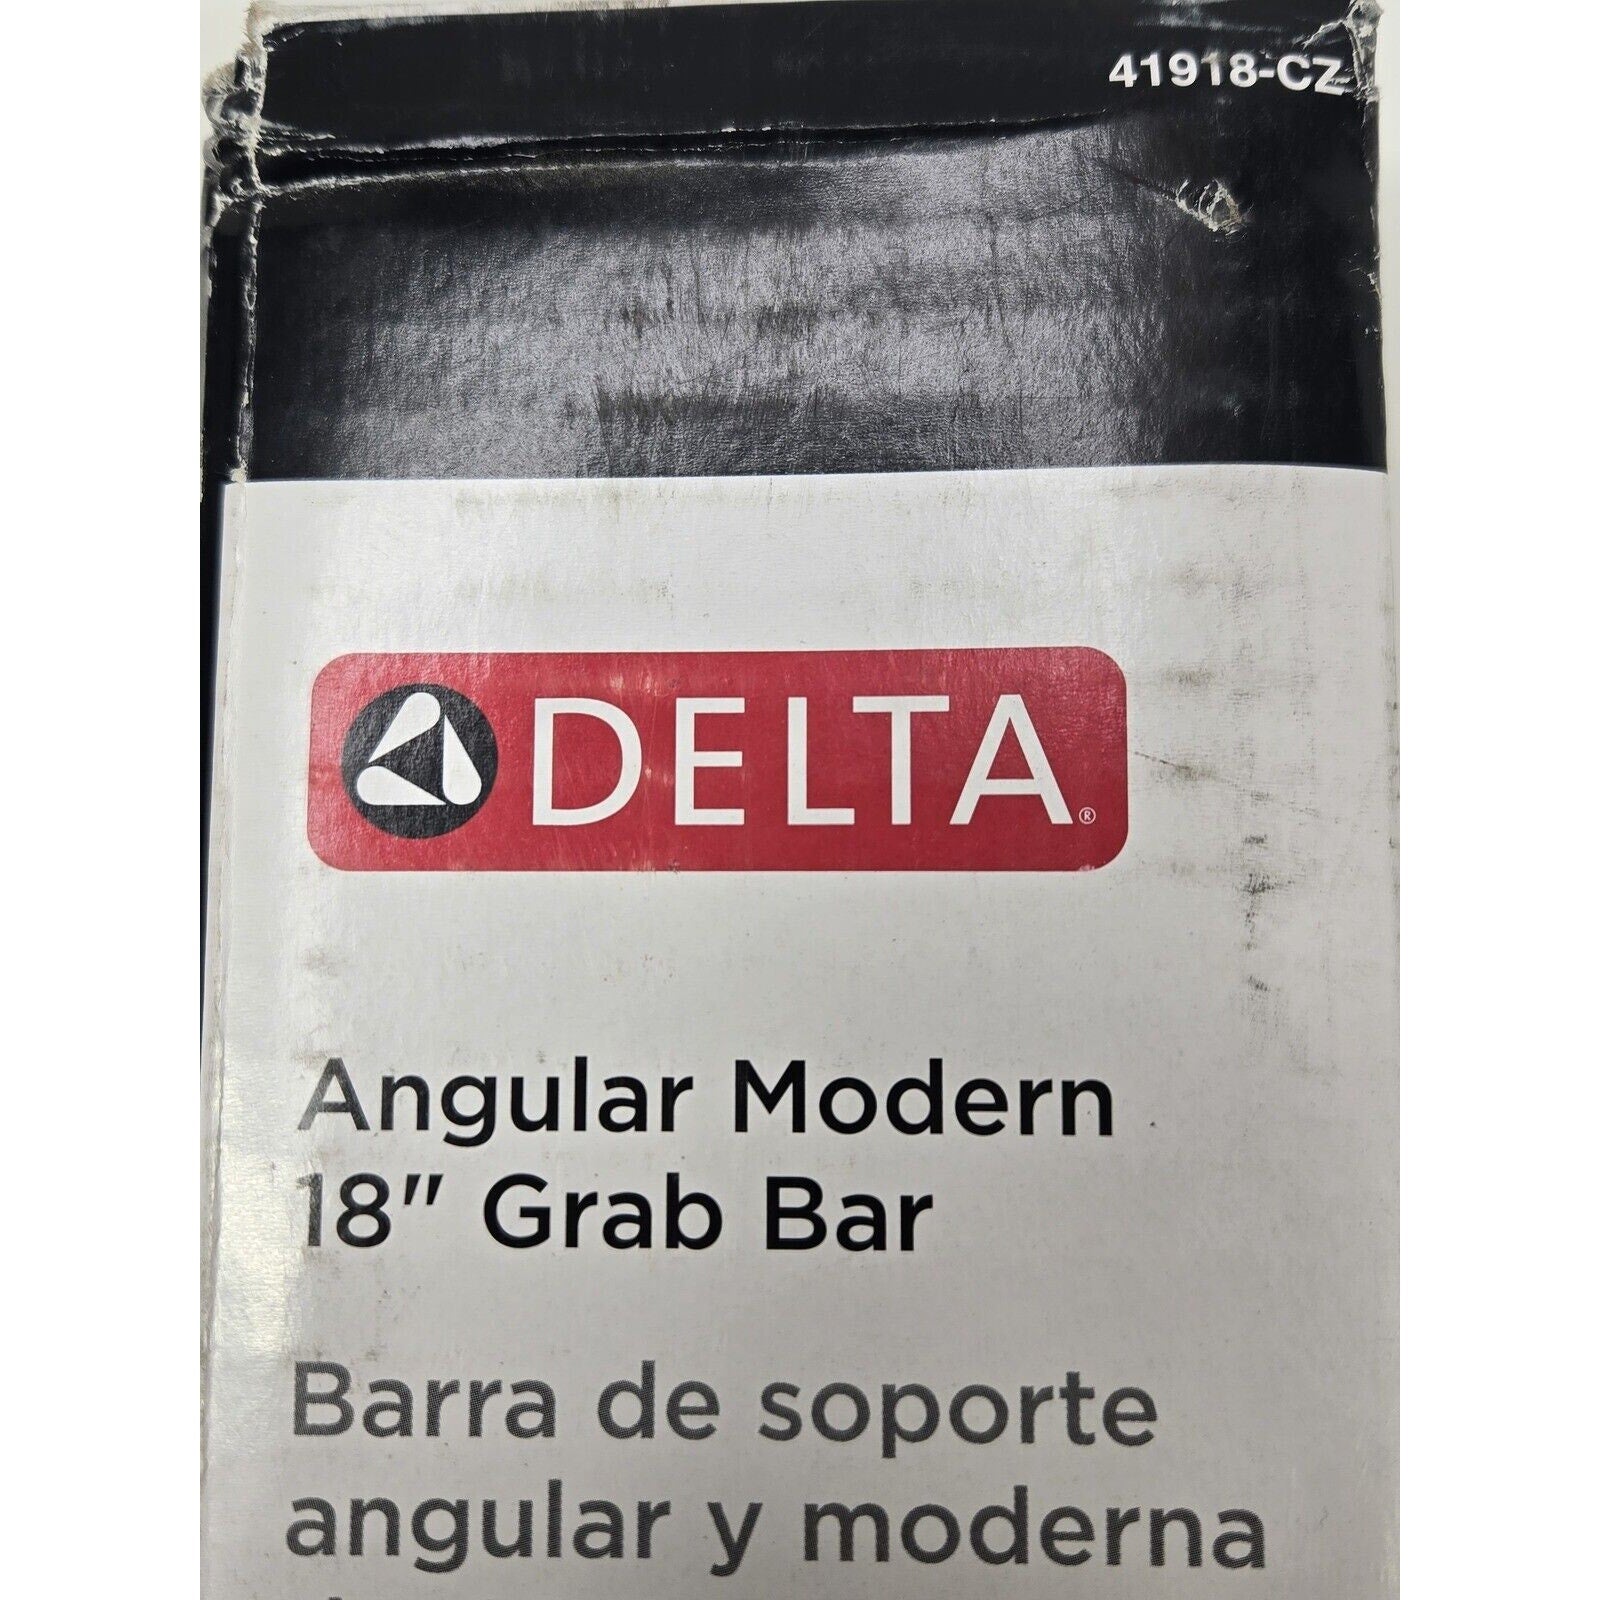 41918-CZ
DELTA®
Angular Modern
18" Grab Bar
Barra de soporte
angular y moderna